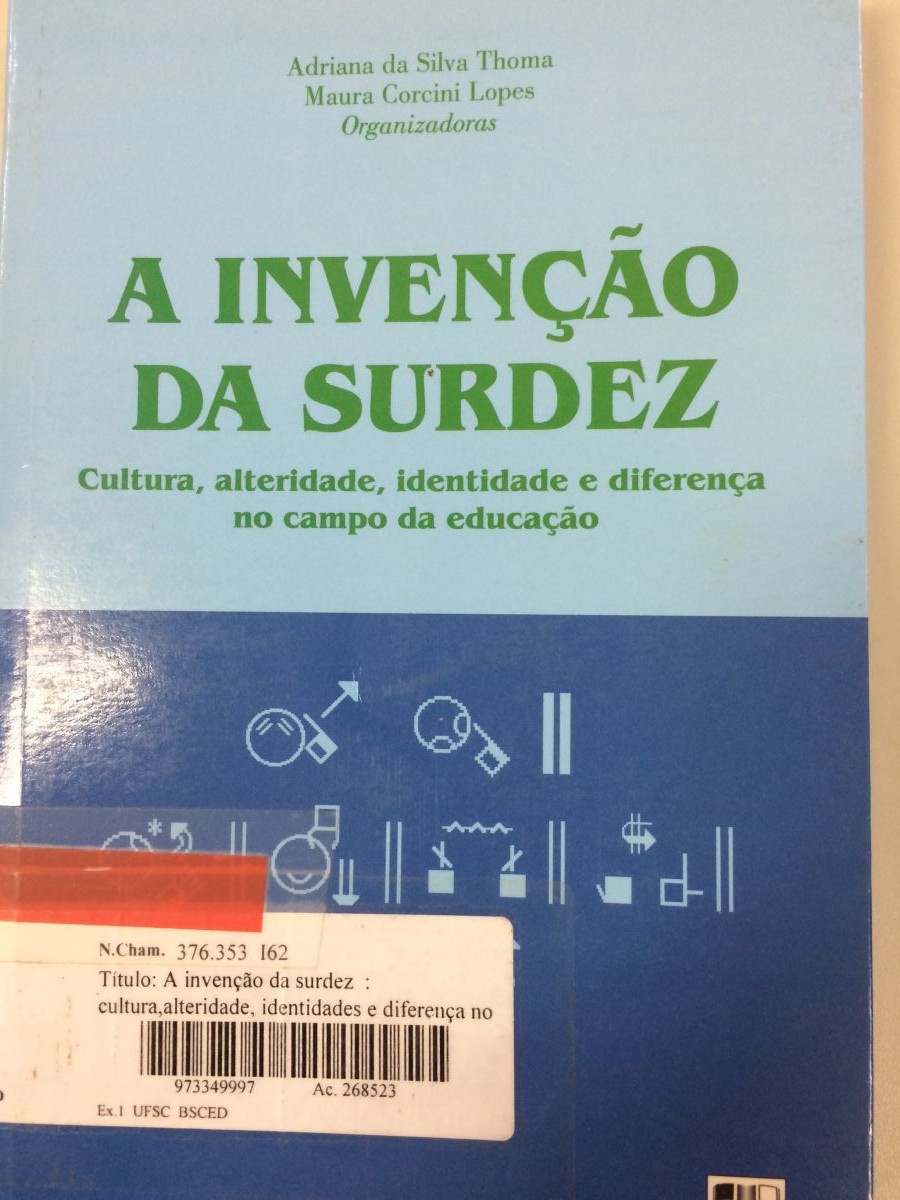 Adriana da Silva Thoma
Maura Corcini Lopes
Organizadoras
A INVENÇÃO
DA SURDEZ
Cultura, alteridade, identidade e diferença
no campo da educação
N.Cham. 376.353 I62
Título: A invenção da surdez :
cultura,alteridade, identidades e diferença no
973349997 Ac. 268523
Ex.1 UFSC BSCED